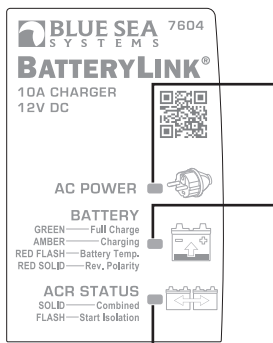 BLUE SEA 7604
SYSTEMS
BATTERYLINK®
10A CHARGER
12V DC
AC POWER
BATTERY
GREEN — Full Charge
AMBER — Charging
RED FLASH — Battery Temp.
RED SOLID — Rev. Polarity
ACR STATUS
SOLID — Combined
FLASH — Start Isolation